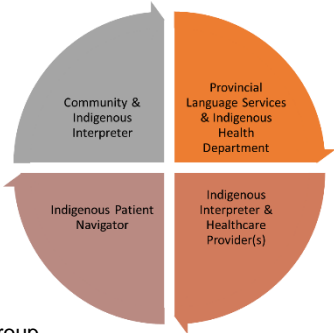 Community &
Indigenous
Interpreter
Provincial
Language Services
& Indigenous
Health
Department
Indigenous Patient
Navigator
Indigenous
Interpreter &
Healthcare
Provider(s)